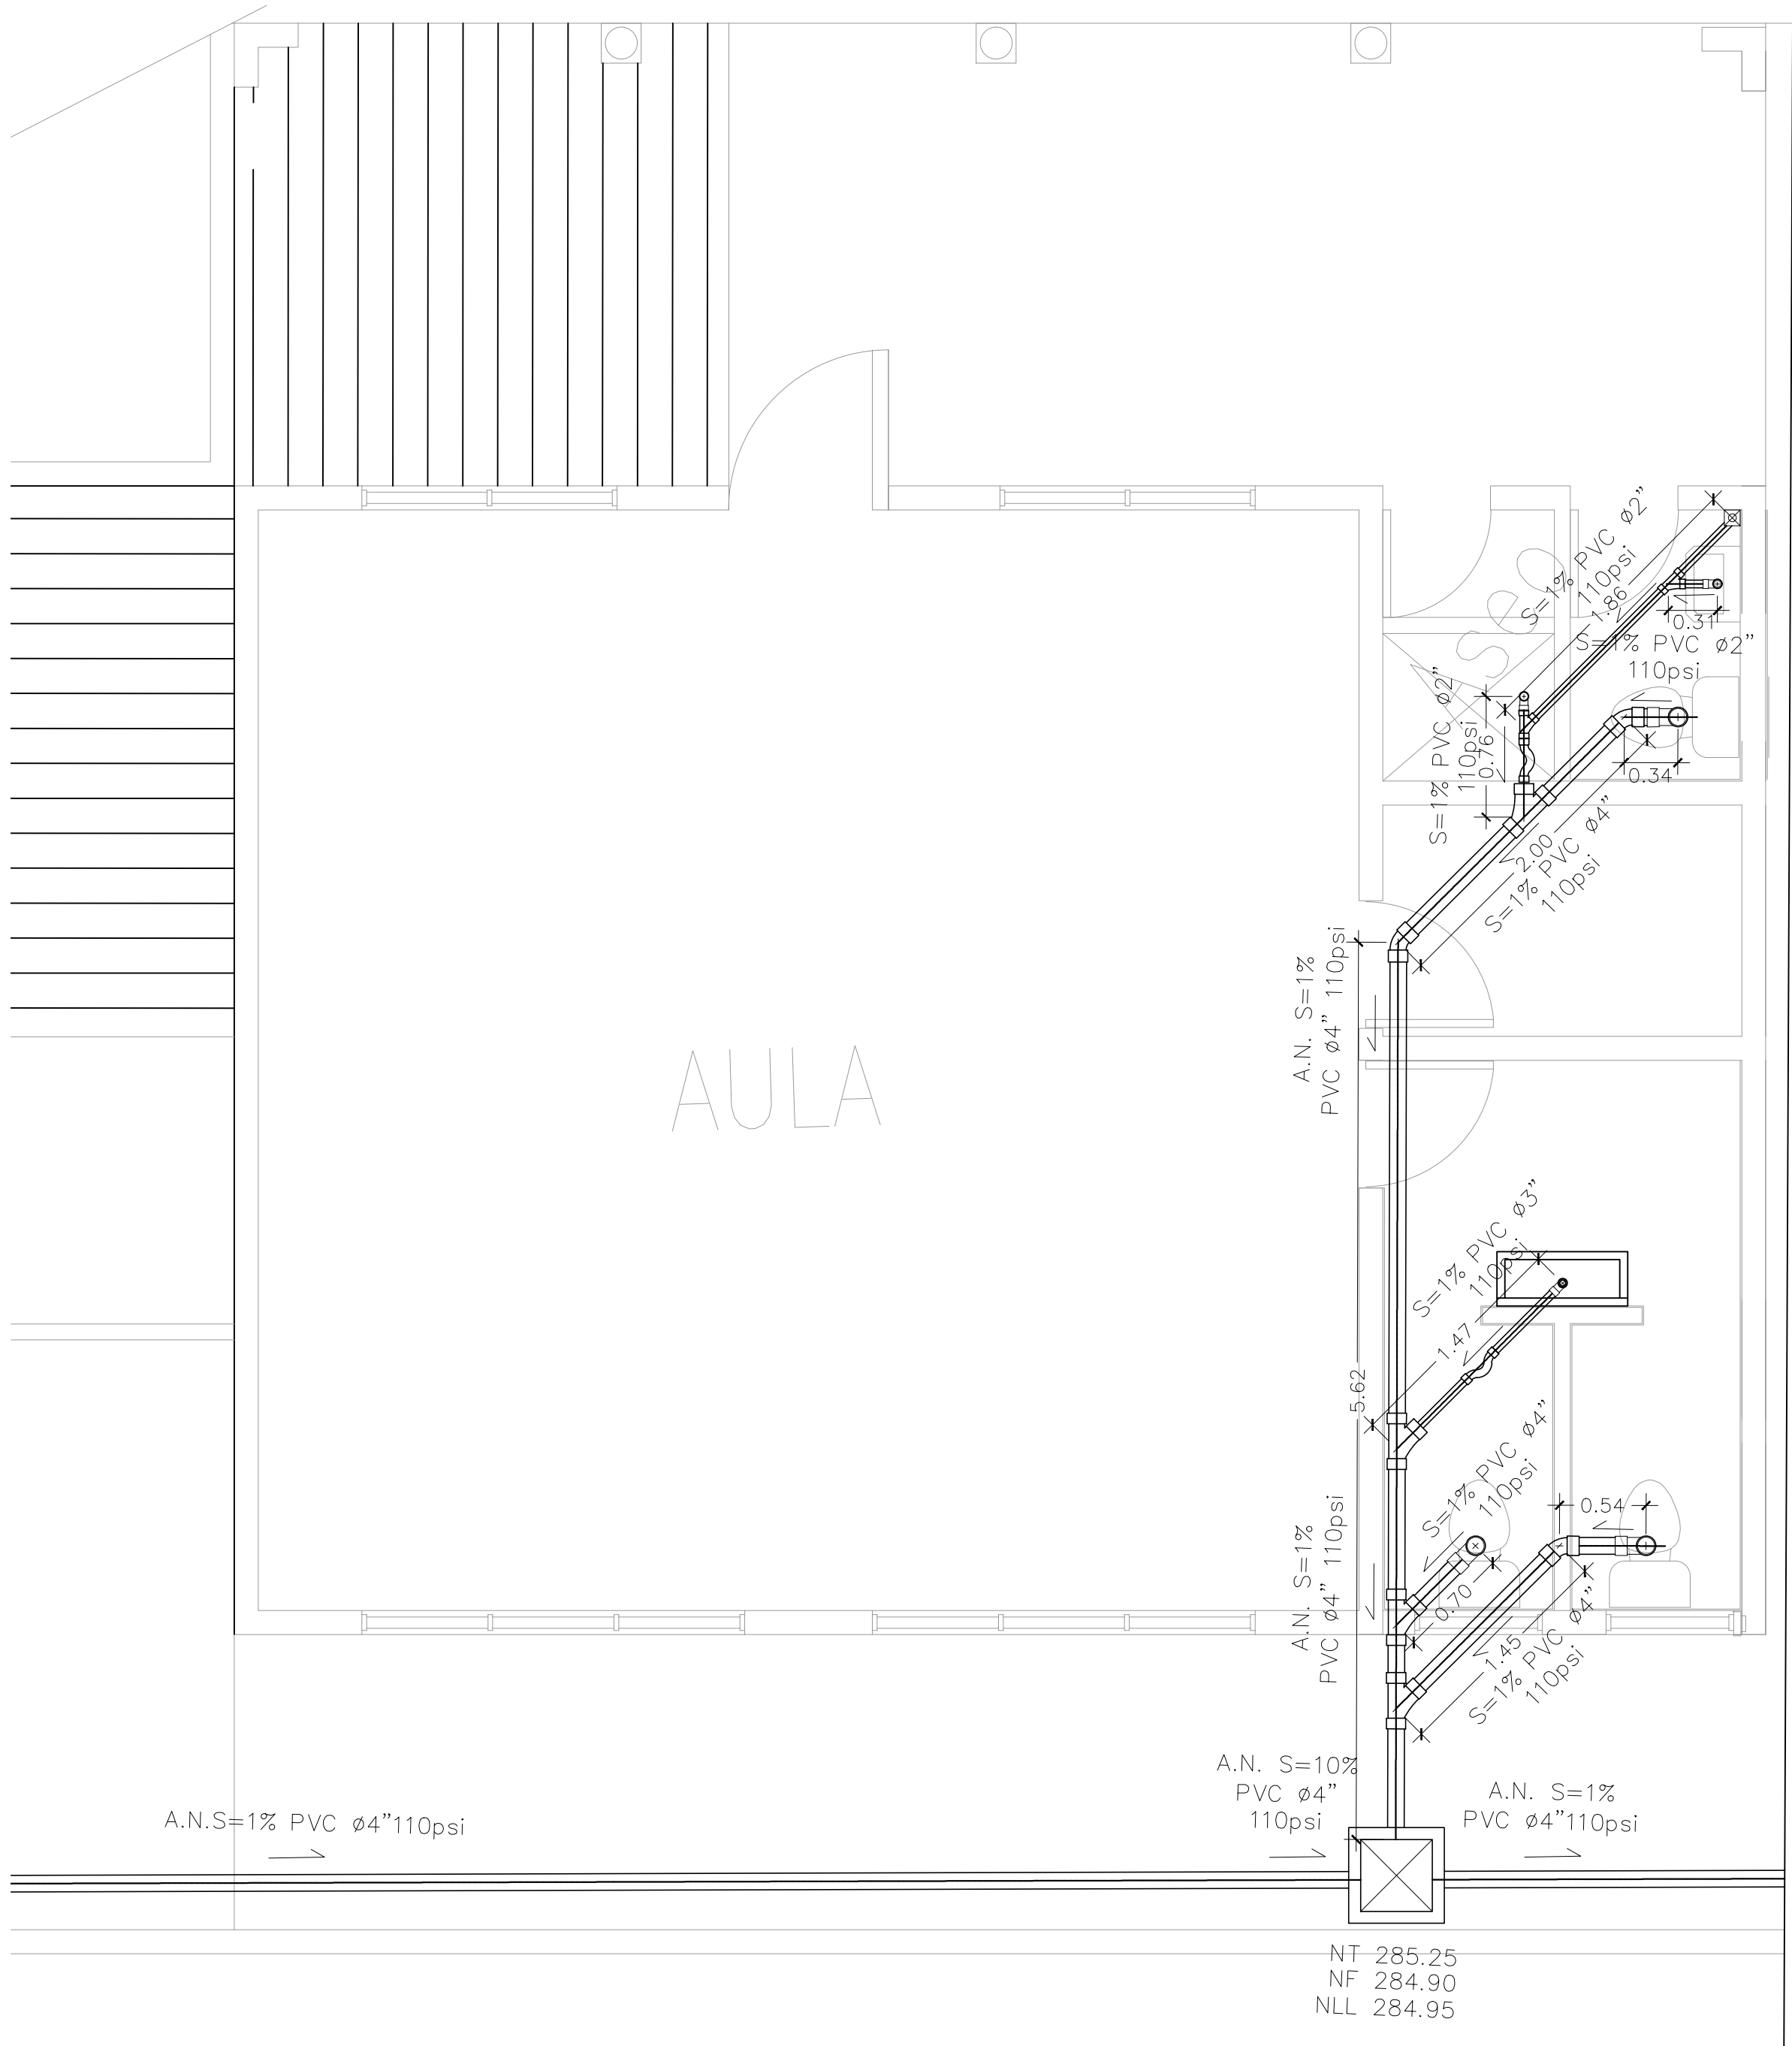 S=1% PVC ø2"
110psi
1.86
Aseo
0.31
S=1% PVC ø2"
110psi
S=1% PVC ø2"
110psi
0.76
0.34
2.00
S=1% PVC ø4"
110psi
A.N. S=1%
PVC ø4" 110psi
AULA
S=1% PVC ø3"
110psi
1.47
5.62
S=1% PVC ø4"
110psi
0.54
0.70
A.N. S=1%
PVC ø4" 110psi
1.45
S=1% PVC ø4"
110psi
A.N. S=10%
PVC ø4"
110psi
A.N. S=1%
PVC ø4"110psi
A.N.S=1% PVC ø4"110psi
NT 285.25
NF 284.90
NLL 284.95